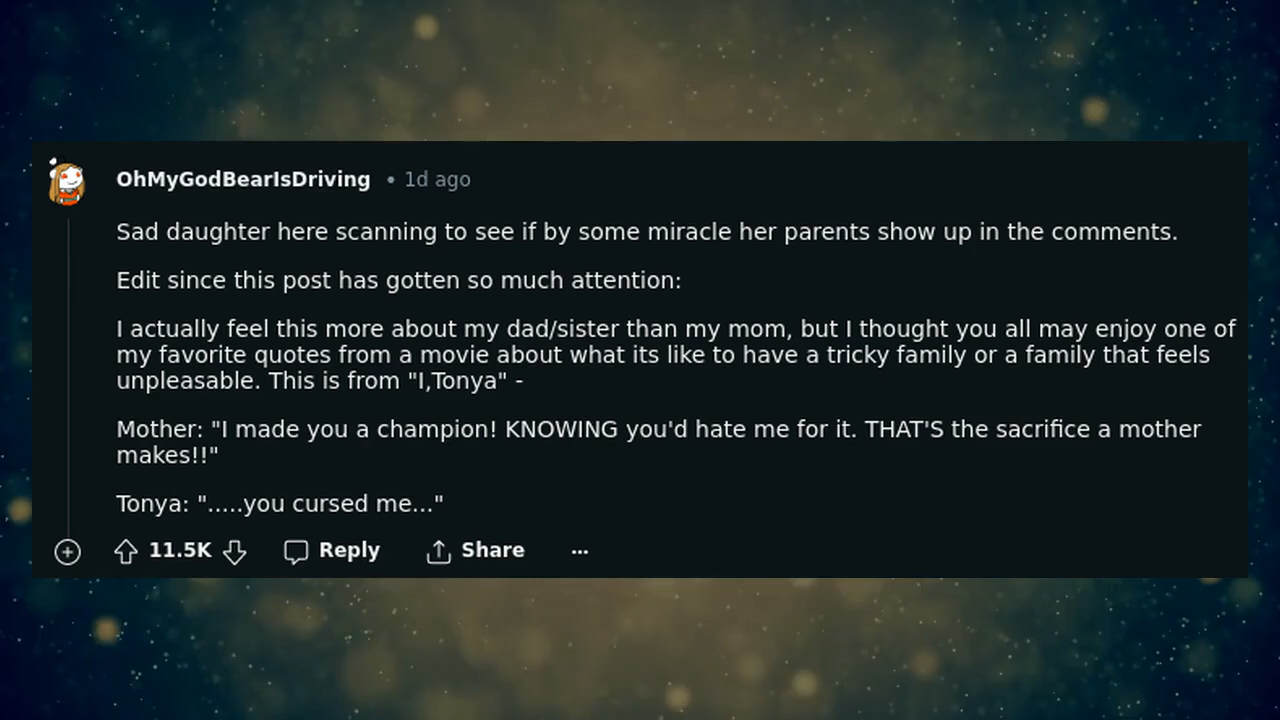 OhMyGodBearIsDriving • 1d ago
Sad daughter here scanning to see if by some miracle her parents show up in the comments.
Edit since this post has gotten so much attention:
I actually feel this more about my dad/sister than my mom, but I thought you all may enjoy one of
my favorite quotes from a movie about what its like to have a tricky family or a family that feels
unpleasable. This is from "I,Tonya" -
Mother: "I made you a champion! KNOWING you'd hate me for it. THAT'S the sacrifice a mother
makes!!"
Tonya: ".....you cursed me..."
11.5K Reply Share ...